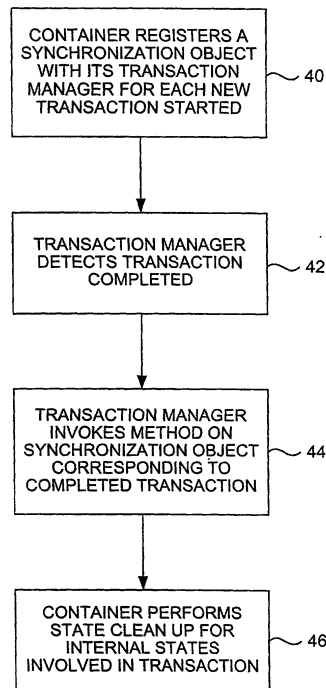 CONTAINER REGISTERS A
SYNCHRONIZATION OBJECT
WITH ITS TRANSACTION
MANAGER FOR EACH NEW
TRANSACTION STARTED
40
TRANSACTION MANAGER
DETECTS TRANSACTION
COMPLETED
42
TRANSACTION MANAGER
INVOKES METHOD ON
SYNCHRONIZATION OBJECT
CORRESPONDING TO
COMPLETED TRANSACTION
44
CONTAINER PERFORMS
STATE CLEAN UP FOR
INTERNAL STATES
INVOLVED IN TRANSACTION
46